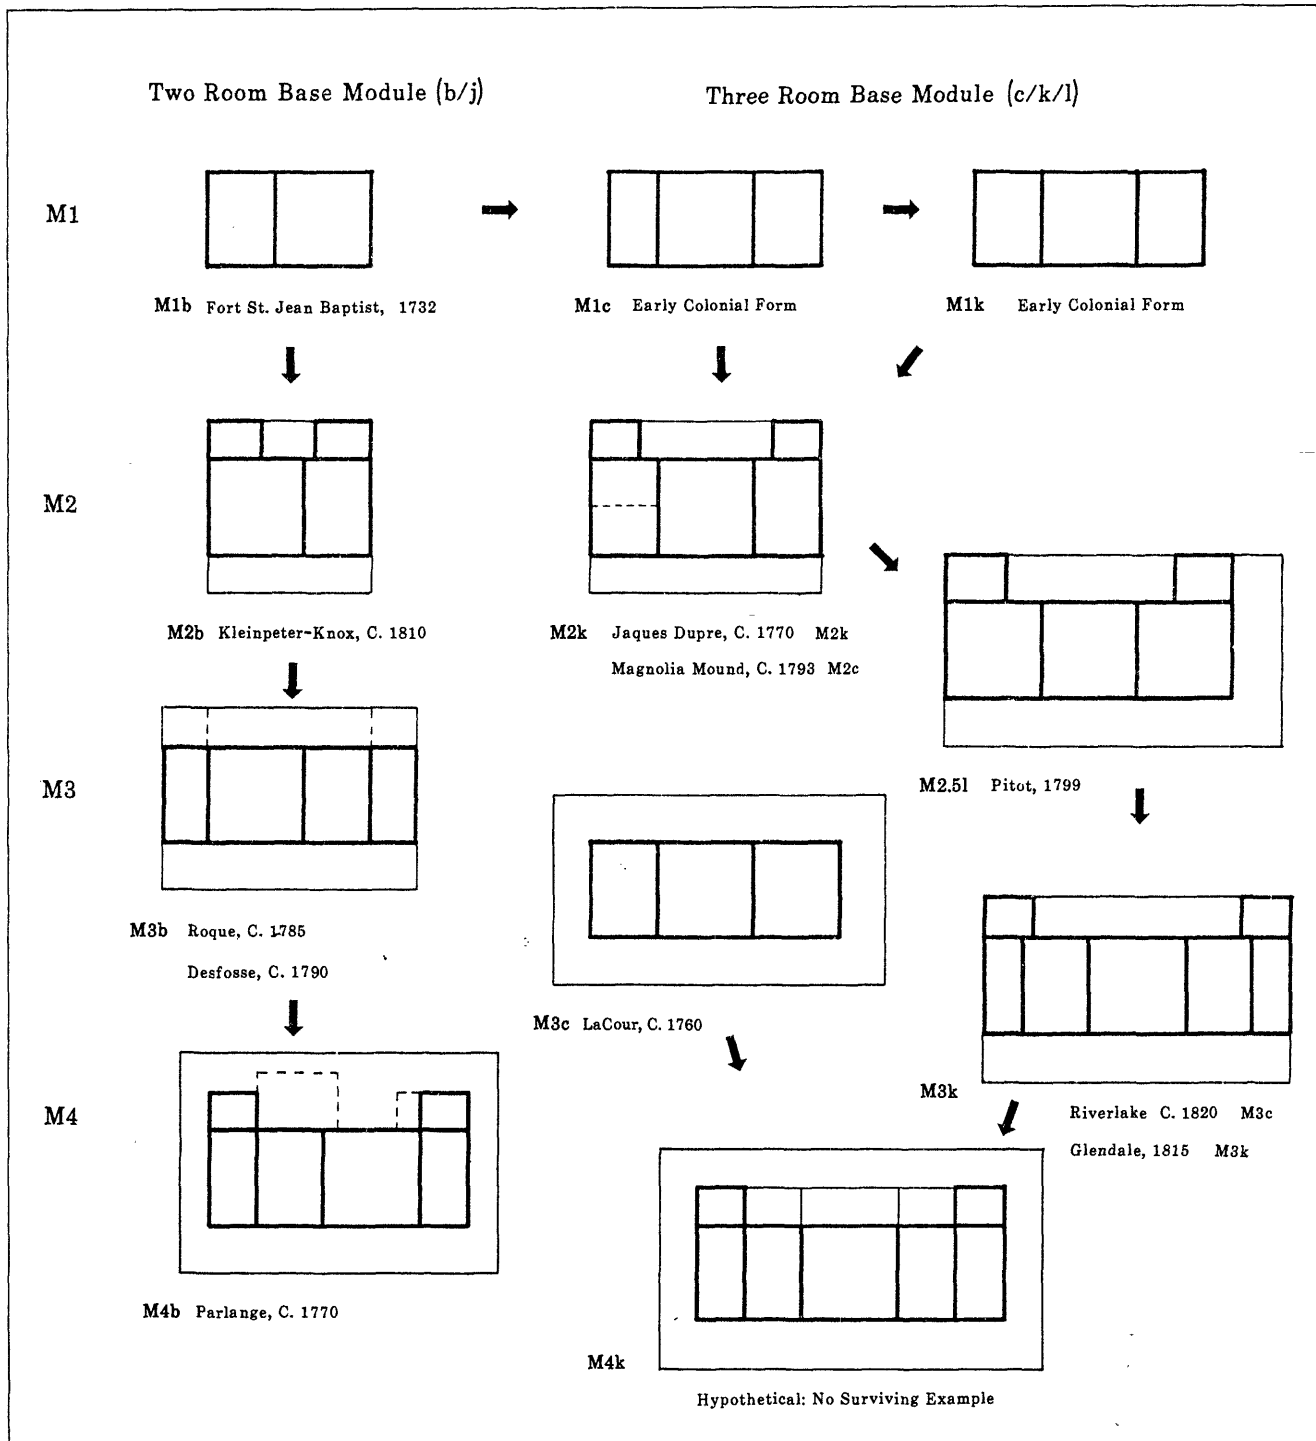 Two Room Base Module (b/j)
Three Room Base Module (c/k/l)
M1
M1b Fort St. Jean Baptist, 1732
M1c Early Colonial Form
M1k Early Colonial Form
M2
M2b Kleinpeter-Knox, C. 1810
M2k Jaques Dupre, C. 1770 M2k
Magnolia Mound, C. 1793 M2c
M2.5l Pitot, 1799
M3
M3b Roque, C. 1785
Desfosse, C. 1790
M3c LaCour, C. 1760
M3k
Riverlake C. 1820 M3c
Glendale, 1815 M3k
M4
M4b Parlange, C. 1770
M4k
Hypothetical: No Surviving Example